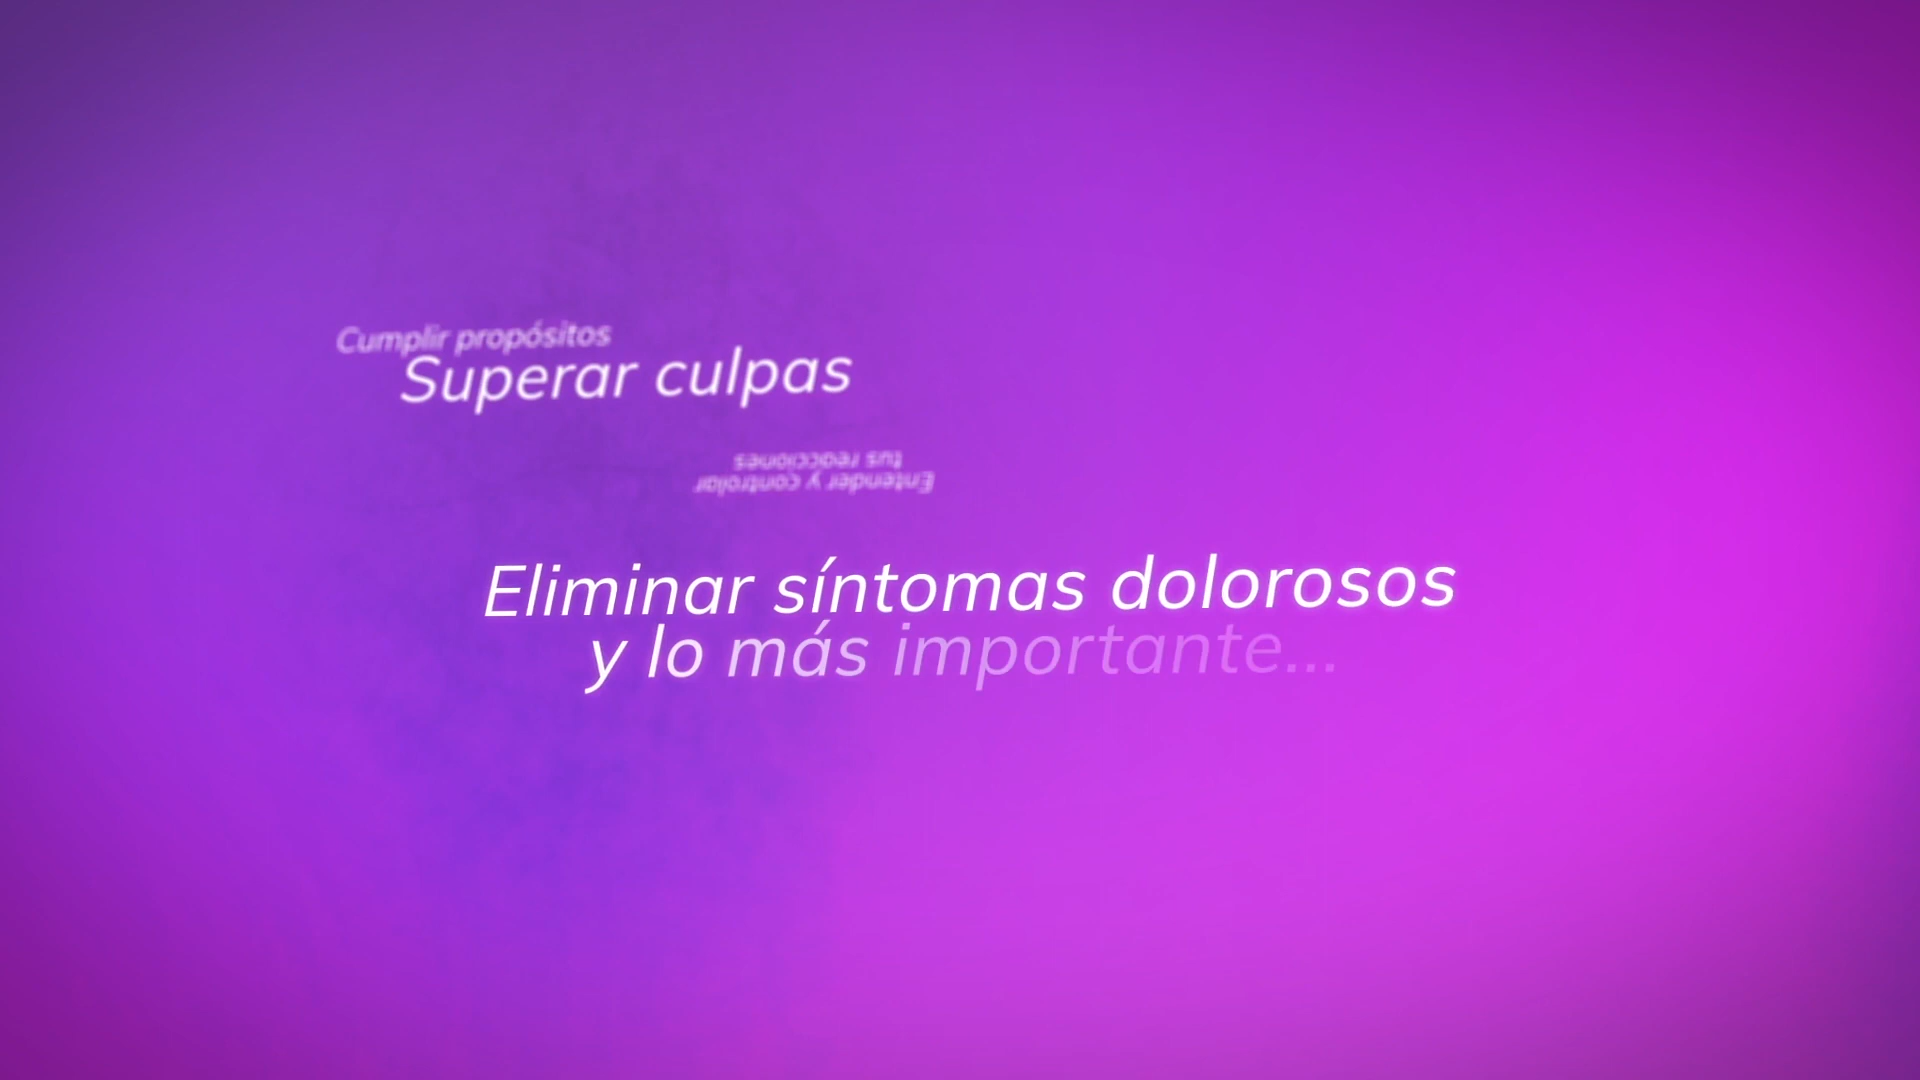 Cumplir propósitos
Superar culpas
Entender y controlar
tus reacciones
Eliminar síntomas dolorosos
y lo más importante...